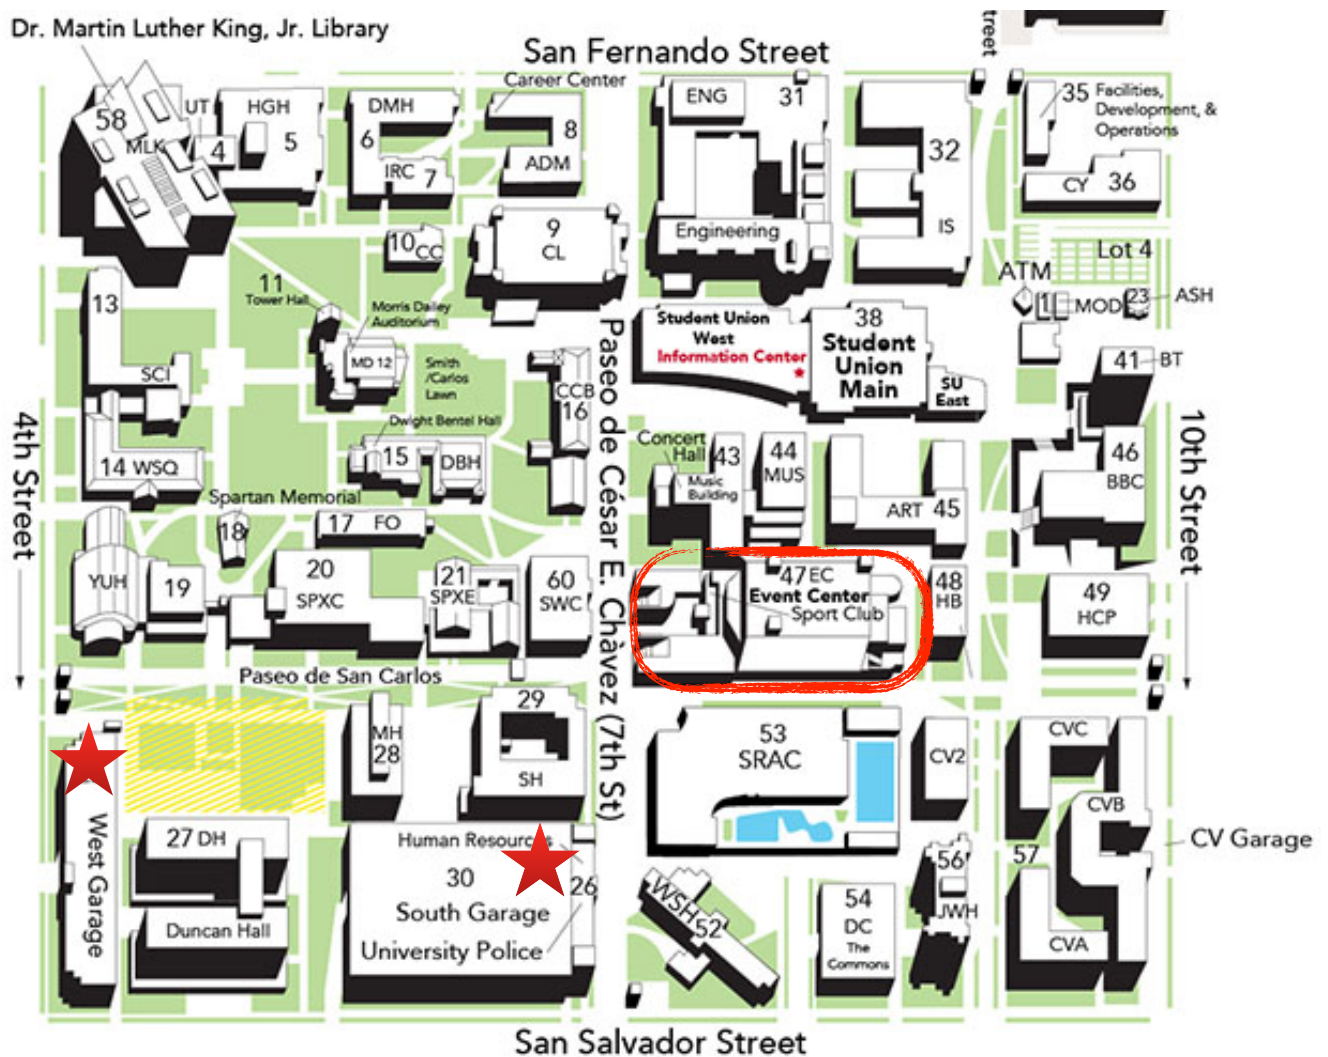 Dr. Martin Luther King, Jr. Library
San Fernando Street
treet
Career Center
58
MLK
UT
4
HGH
5
DMH
6
IRC 7
8
ADM
ENG
31
Engineering
32
IS
35
Facilities,
Development, &
Operations
CY 36
Lot 4
ATM
1
MOD
23
ASH
10 CC
9
CL
11
Tower Hall
Morris Dailey
Auditorium
MD 12
Smith
/Carlos
Lawn
13
SCI
14 WSQ
Dwight Bentel Hall
15
DBH
CCB
16
Student Union
West
Information Center
38
Student
Union
Main
SU
East
41
BT
46
BBC
Concert
Hall
43
Music
Building
44
MUS
ART 45
4th Street
10th Street
Paseo de César E. Chàvez (7th St)
Spartan Memorial
18
17 FO
YUH
19
20
SPXC
21
SPXE
60
SWC
47 EC
Event Center
Sport Club
48
HB
49
HCP
Paseo de San Carlos
MH
28
29
SH
53
SRAC
CV2
CVC
CVB
CV Garage
57
CVA
West Garage
27 DH
Duncan Hall
Human Resources
30
26
South Garage
University Police
WSH
52
54
DC
The
Commons
56
JWH
San Salvador Street